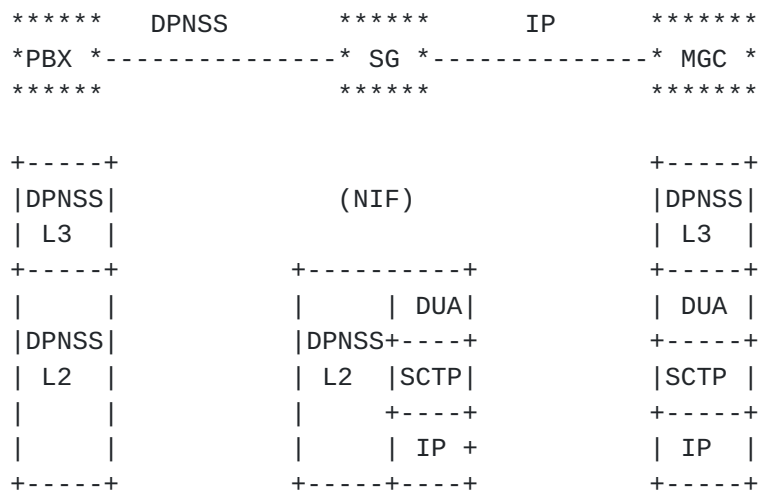 ******   DPNSS       ******      IP       *******
*PBX *---------------* SG *--------------* MGC *
******               ******              *******

+-----+                                  +-----+
|DPNSS|              (NIF)               |DPNSS|
| L3  |                                  | L3  |
+-----+           +----------+           +-----+
|     |           |     | DUA|           | DUA |
|DPNSS|           |DPNSS+----+           +-----+
| L2  |           | L2  |SCTP|           |SCTP |
|     |           |     +----+           +-----+
|     |           |     | IP +           | IP  |
+-----+           +-----+----+           +-----+